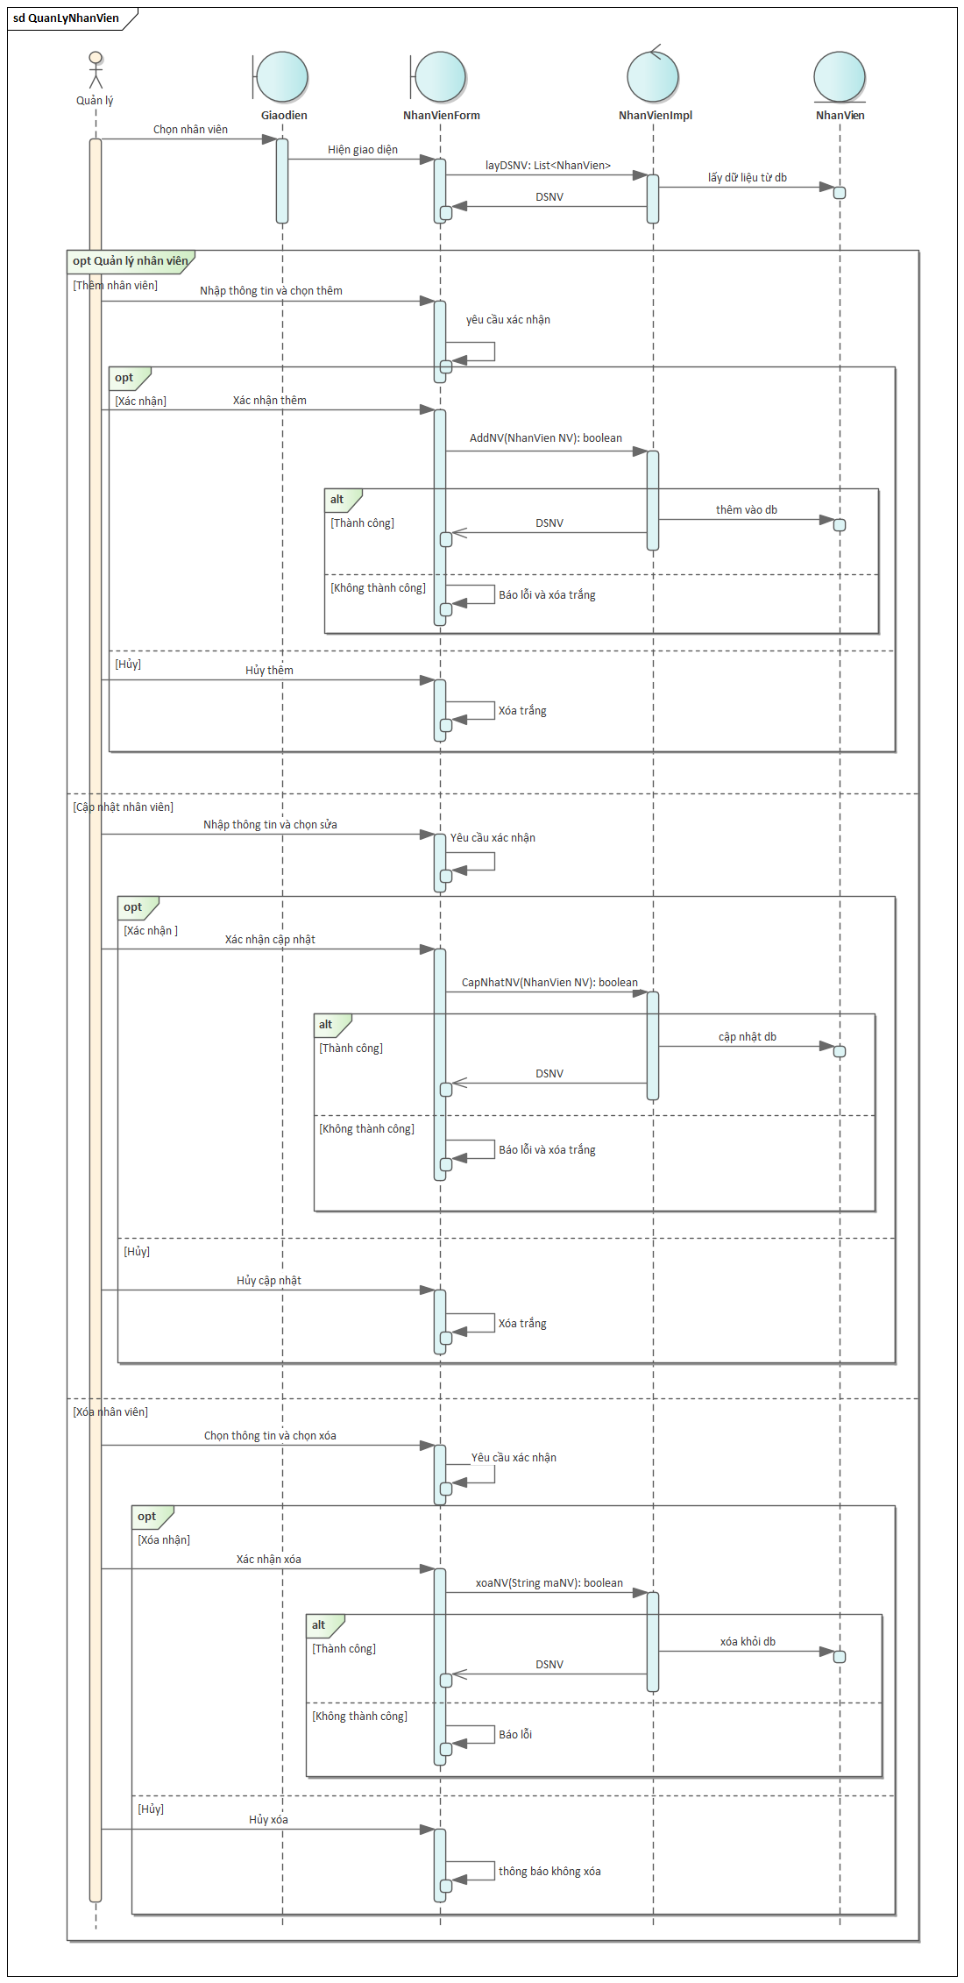 sd QuanLyNhanVien
Quản lý
Giaodien
NhanVienForm
NhanVienImpl
NhanVien
Chọn nhân viên
Hiện giao diện
layDSNV: List<NhanVien>
lấy dữ liệu từ db
DSNV
opt Quản lý nhân viên
[Thêm nhân viên]
Nhập thông tin và chọn thêm
yêu cầu xác nhận
opt
[Xác nhận]
Xác nhận thêm
AddNV(NhanVien NV): boolean
alt
[Thành công]
thêm vào db
DSNV
[Không thành công]
Báo lỗi và xóa trắng
[Hủy]
Hủy thêm
Xóa trắng
[Cập nhật nhân viên]
Nhập thông tin và chọn sửa
Yêu cầu xác nhận
opt
[Xác nhận ]
Xác nhận cập nhật
CapNhatNV(NhanVien NV): boolean
alt
[Thành công]
cập nhật db
DSNV
[Không thành công]
Báo lỗi và xóa trắng
[Hủy]
Hủy cập nhật
Xóa trắng
[Xóa nhân viên]
Chọn thông tin và chọn xóa
Yêu cầu xác nhận
opt
[Xóa nhận]
Xác nhận xóa
xoaNV(String maNV): boolean
alt
[Thành công]
xóa khỏi db
DSNV
[Không thành công]
Báo lỗi
[Hủy]
Hủy xóa
thông báo không xóa